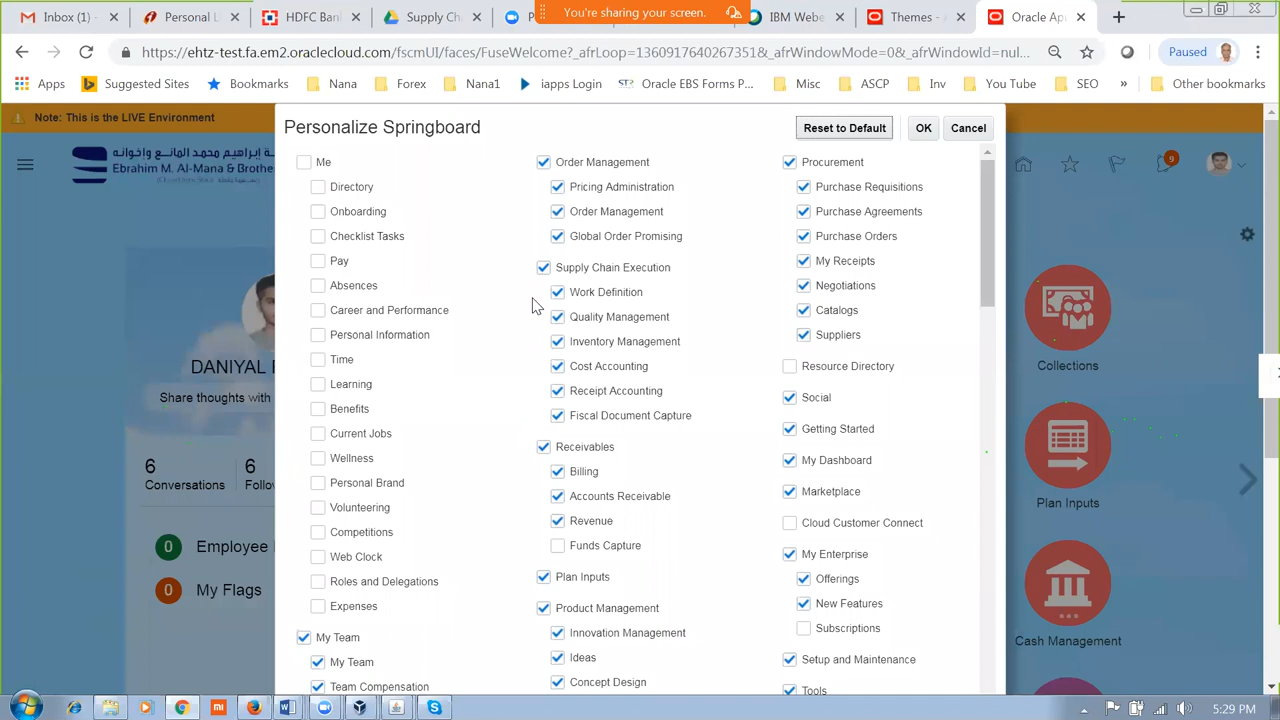 Inbox (1)
Personal L
HDFC Ban
Supply Ch
P
You're sharing your screen.
IBM Webe
Themes - A
Oracle Ap
https://ehtz-test.fa.em2.oraclecloud.com/fscmUI/faces/FuseWelcome?_afrLoop=1360917640267351&_afrWindowMode=0&_afrWindowId=nul...
Paused
Apps
Suggested Sites
Bookmarks
Nana
Forex
Nana1
iapps Login
Oracle EBS Forms P...
Misc
ASCP
Inv
You Tube
SEO
»
Other bookmarks
Note: This is the LIVE Environment
إبراهيم محمد المانع وإخوانه
Ebrahim M. Al-Mana & Brothe
9
DANIYAL
Share thoughts with
6
Conversations
6
Follo
0
Employee
0
My Flags
Personalize Springboard
Reset to Default
OK
Cancel
Me
Directory
Onboarding
Checklist Tasks
Pay
Absences
Career and Performance
Personal Information
Time
Learning
Benefits
Current Jobs
Wellness
Personal Brand
Volunteering
Competitions
Web Clock
Roles and Delegations
Expenses
My Team
My Team
Team Compensation
Order Management
Pricing Administration
Order Management
Global Order Promising
Supply Chain Execution
Work Definition
Quality Management
Inventory Management
Cost Accounting
Receipt Accounting
Fiscal Document Capture
Receivables
Billing
Accounts Receivable
Revenue
Funds Capture
Plan Inputs
Product Management
Innovation Management
Ideas
Concept Design
Procurement
Purchase Requisitions
Purchase Agreements
Purchase Orders
My Receipts
Negotiations
Catalogs
Suppliers
Resource Directory
Social
Getting Started
My Dashboard
Marketplace
Cloud Customer Connect
My Enterprise
Offerings
New Features
Subscriptions
Setup and Maintenance
Tools
Collections
Plan Inputs
Cash Management
5:29 PM